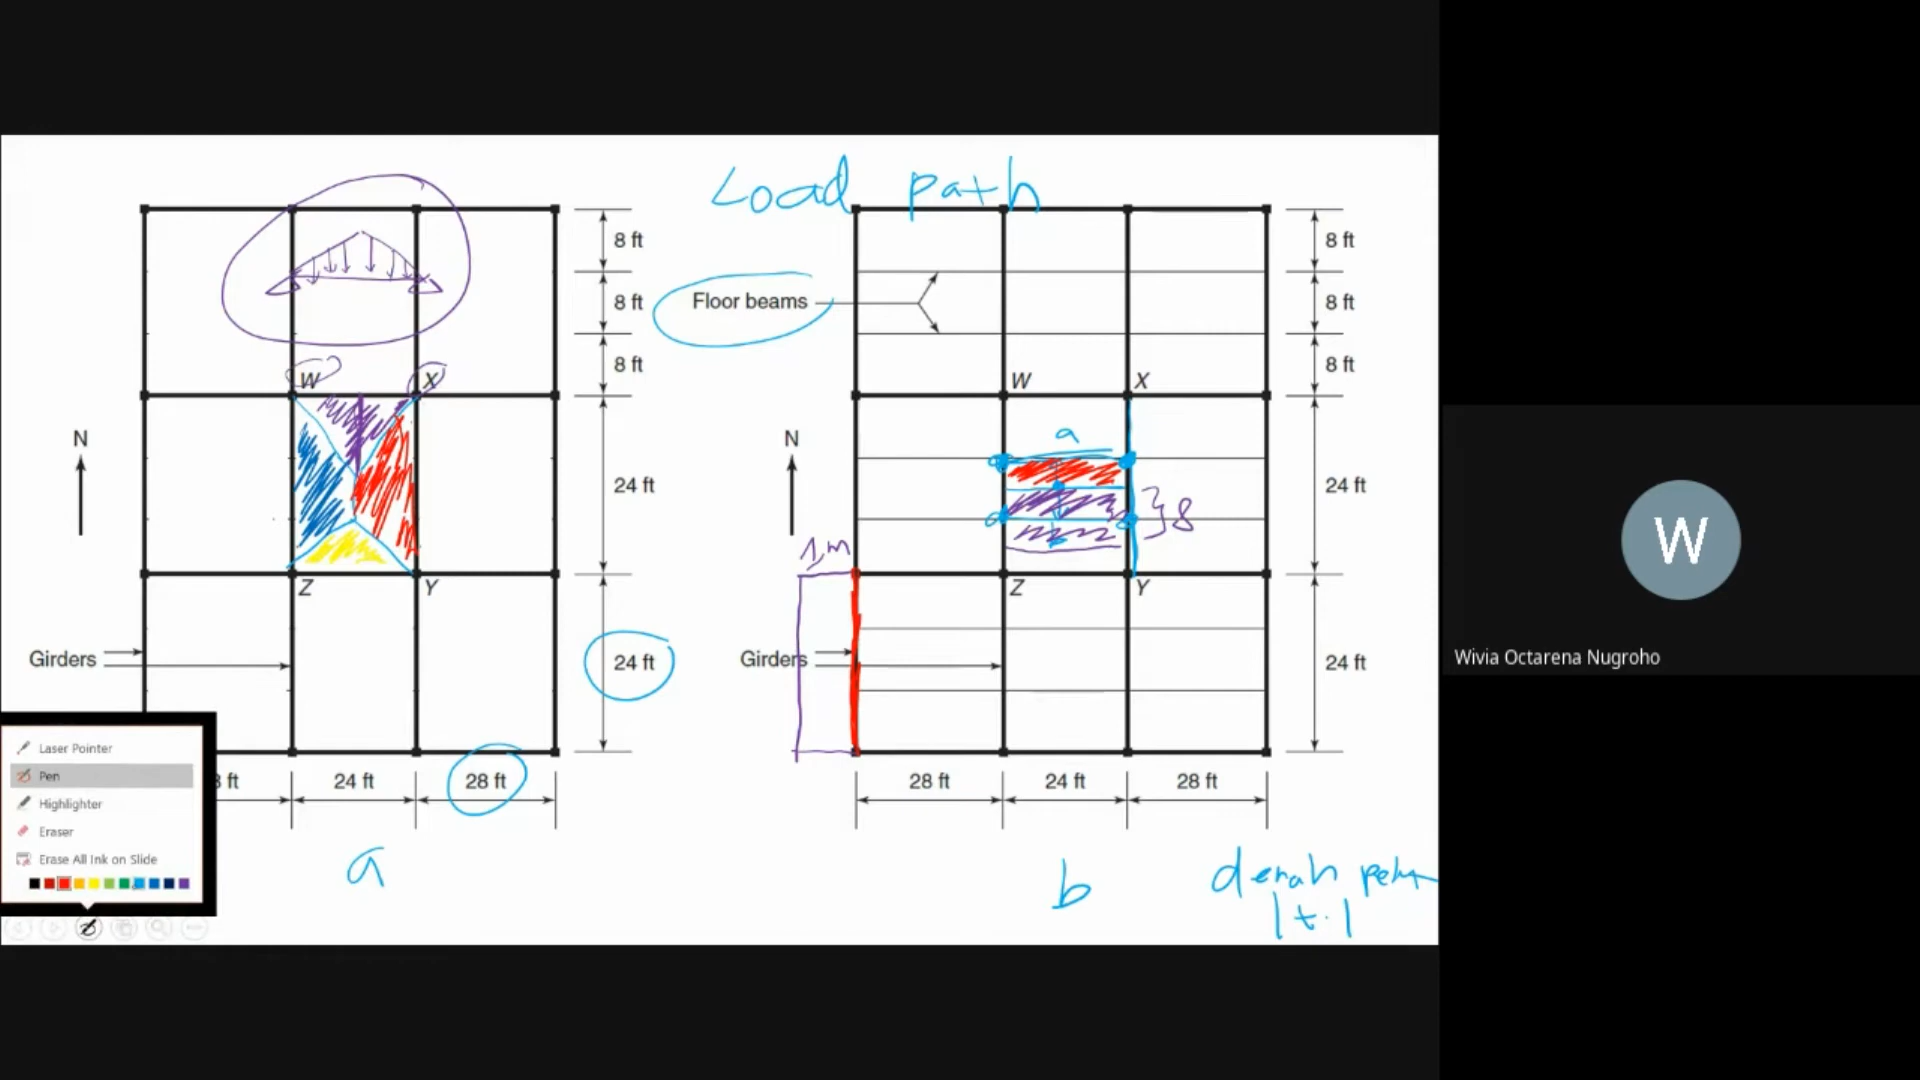 Load path
8 ft
8 ft
8 ft
24 ft
24 ft
W
X
Z
Y
N
Girders
ft
24 ft
28 ft
a
Floor beams
8 ft
8 ft
8 ft
24 ft
24 ft
W
X
a
8
1 m
Z
Y
N
Girders
28 ft
24 ft
28 ft
b
denah
lt. 1
Laser Pointer
Pen
Highlighter
Eraser
Erase All Ink on Slide
W
Wivia Octarena Nugroho